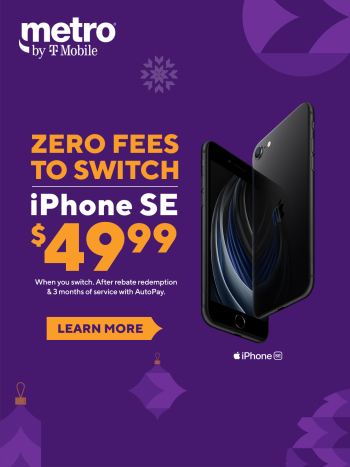 metro®
by T Mobile
ZERO FEES
TO SWITCH
iPhone SE
$49.99
When you switch. After rebate redemption
& 3 months of service with AutoPay.
LEARN MORE
iPhone SE